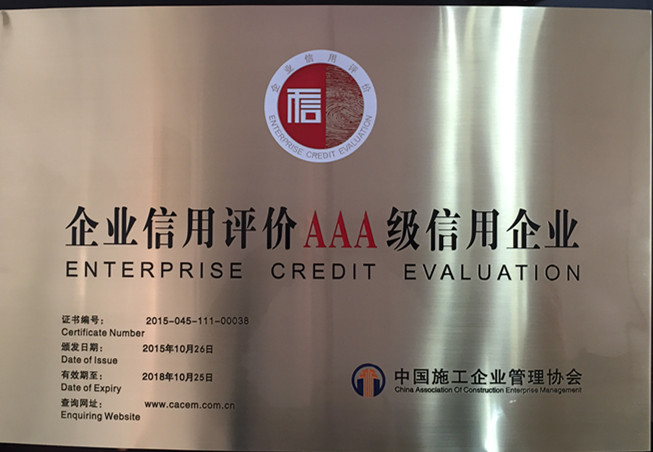 企业信用评价
信
ENTERPRISE CREDIT EVALUATION
企业信用评价AAA级信用企业
ENTERPRISE CREDIT EVALUATION
证书编号： 2015-045-111-00038
Certificate Number
颁发日期： 2015年10月26日
Date of Issue
有效期至： 2018年10月25日
Date of Expiry
查询网址： www.cacem.com.cn
Enquiring Website
中国施工企业管理协会
China Association Of Construction Enterprise Management